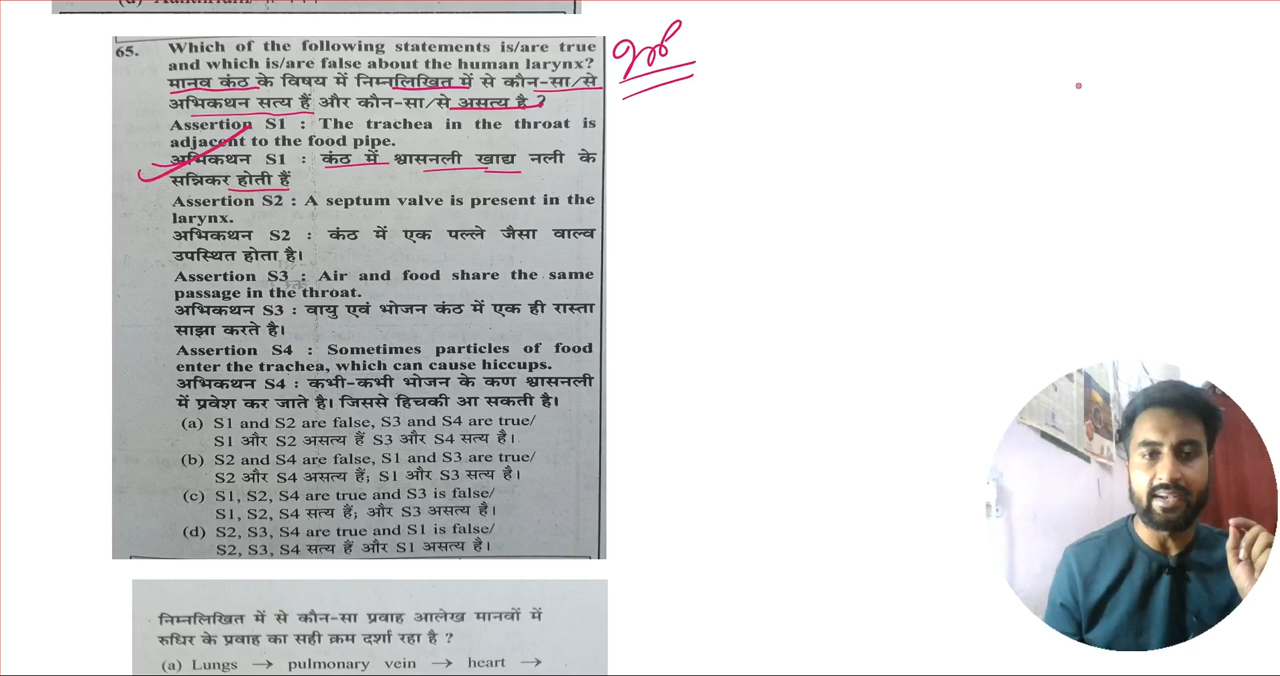 65. Which of the following statements is/are true
and which is/are false about the human larynx?
मानव कंठ के विषय में निम्नलिखित में से कौन-सा/से
अभिकथन सत्य हैं और कौन-सा/से असत्य है ?
Assertion S1 : The trachea in the throat is
adjacent to the food pipe.
अभिकथन S1 : कंठ में श्वासनली खाद्य नली के
सन्निकर होती हैं
Assertion S2 : A septum valve is present in the
larynx.
अभिकथन S2 : कंठ में एक पल्ले जैसा वाल्व
उपस्थित होता है।
Assertion S3 : Air and food share the same
passage in the throat.
अभिकथन S3 : वायु एवं भोजन कंठ में एक ही रास्ता
साझा करते है।
Assertion S4 : Sometimes particles of food
enter the trachea, which can cause hiccups.
अभिकथन S4 : कभी-कभी भोजन के कण श्वासनली
में प्रवेश कर जाते है। जिससे हिचकी आ सकती है।
(a) S1 and S2 are false, S3 and S4 are true/
S1 और S2 असत्य हैं S3 और S4 सत्य है।
(b) S2 and S4 are false, S1 and S3 are true/
S2 और S4 असत्य हैं; S1 और S3 सत्य है।
(c) S1, S2, S4 are true and S3 is false/
S1, S2, S4 सत्य हैं; और S3 असत्य है।
(d) S2, S3, S4 are true and S1 is false/
S2, S3, S4 सत्य हैं और S1 असत्य है।
निम्नलिखित में से कौन-सा प्रवाह आलेख मानवों में
रुधिर के प्रवाह का सही क्रम दर्शा रहा है ?
(a) Lungs → pulmonary vein → heart →